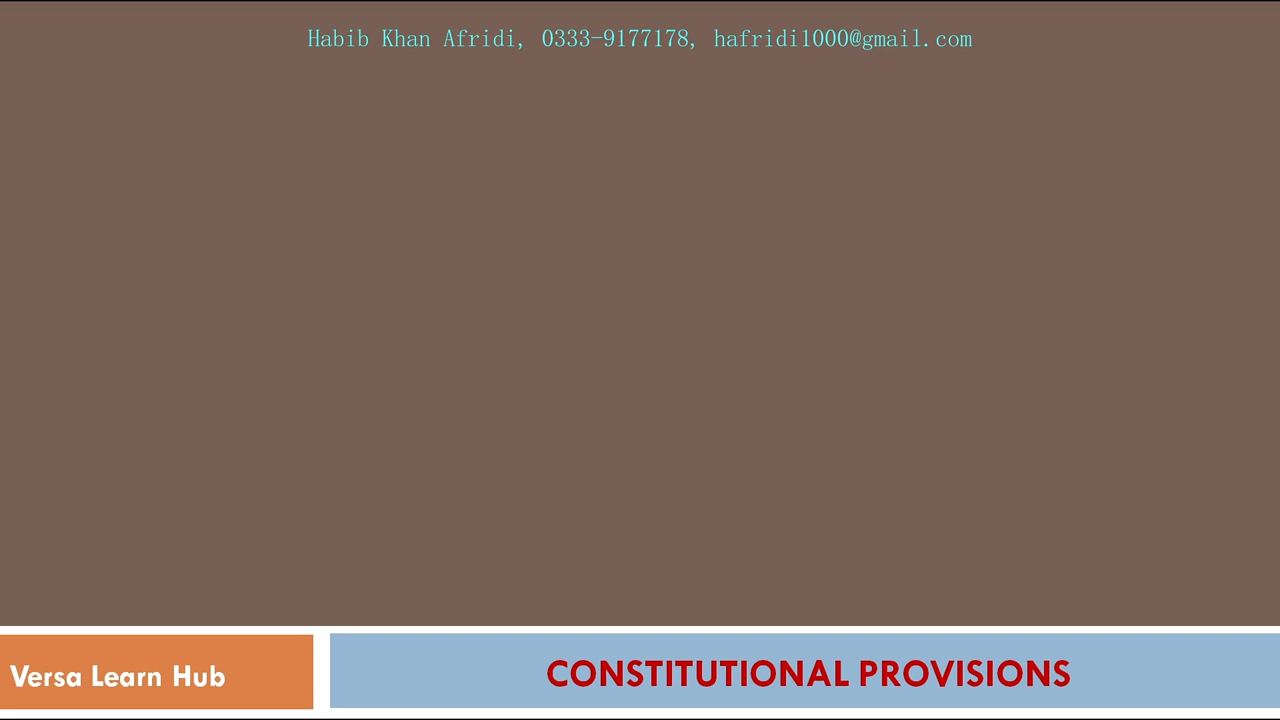 Habib Khan Afridi, 0333-9177178, hafridi1000@gmail.com
Versa Learn Hub
CONSTITUTIONAL PROVISIONS